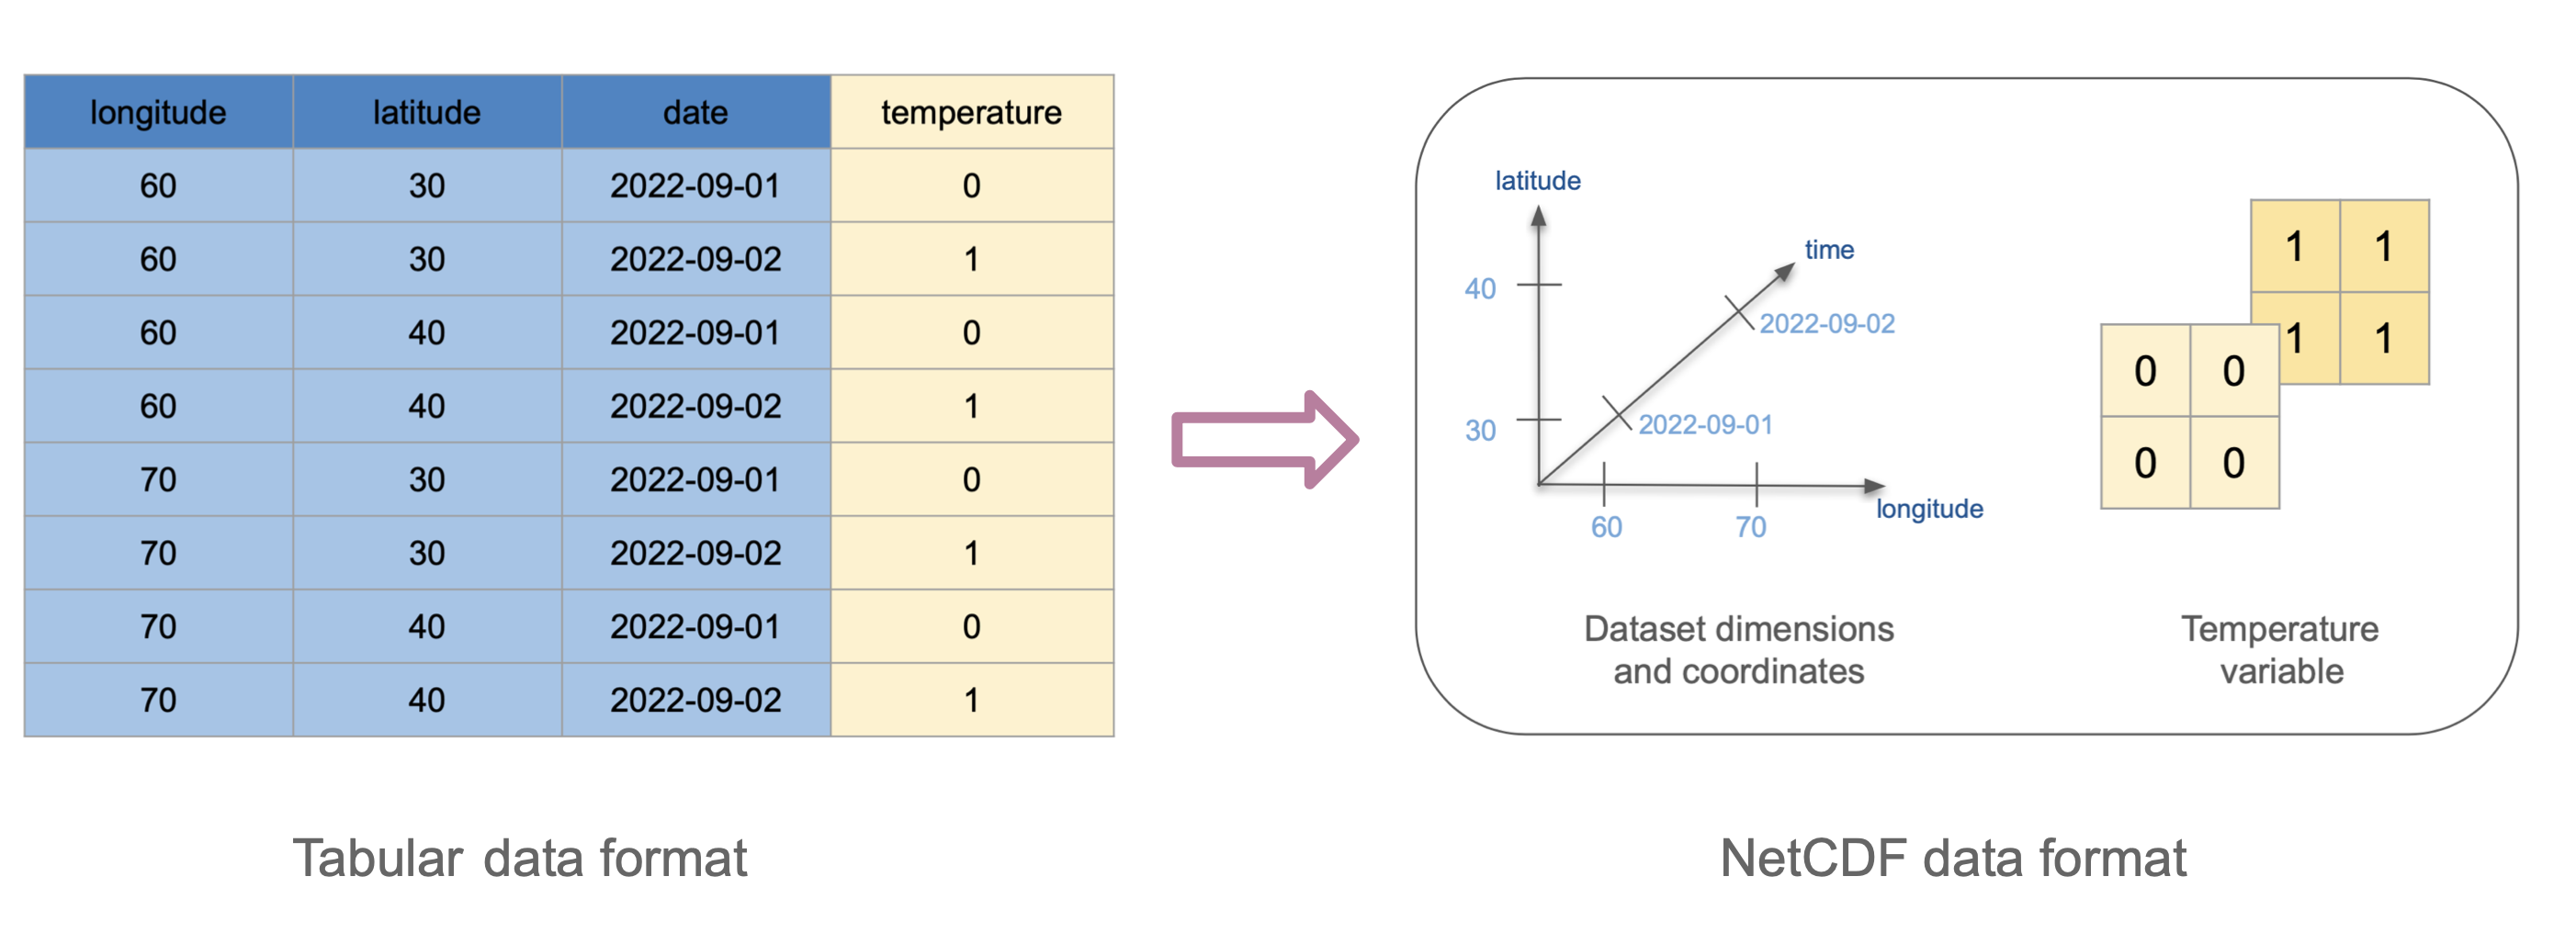 longitude latitude date temperature
60 30 2022-09-01 0
60 30 2022-09-02 1
60 40 2022-09-01 0
60 40 2022-09-02 1
70 30 2022-09-01 0
70 30 2022-09-02 1
70 40 2022-09-01 0
70 40 2022-09-02 1
Tabular data format
latitude
time
40
2022-09-02
30
2022-09-01
longitude
60 70
Dataset dimensions
and coordinates
1 1
1 1
0 0
0 0
Temperature
variable
NetCDF data format